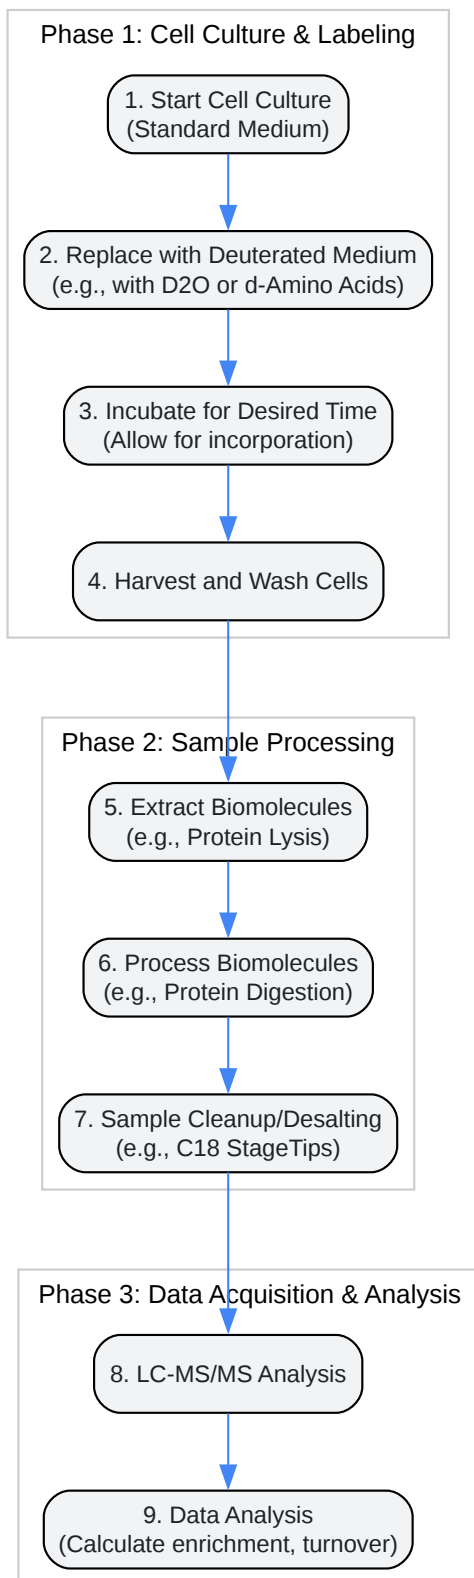 Phase 1: Cell Culture & Labeling
1. Start Cell Culture
(Standard Medium)
2. Replace with Deuterated Medium
(e.g., with D2O or d-Amino Acids)
3. Incubate for Desired Time
(Allow for incorporation)
4. Harvest and Wash Cells
Phase 2: Sample Processing
5. Extract Biomolecules
(e.g., Protein Lysis)
6. Process Biomolecules
(e.g., Protein Digestion)
7. Sample Cleanup/Desalting
(e.g., C18 StageTips)
Phase 3: Data Acquisition & Analysis
8. LC-MS/MS Analysis
9. Data Analysis
(Calculate enrichment, turnover)